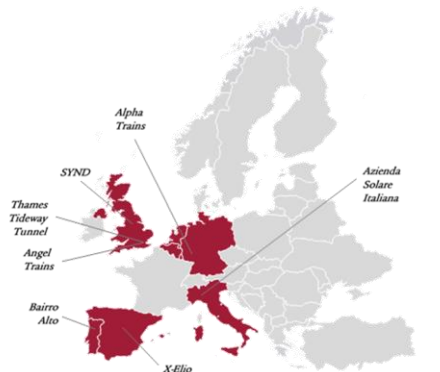 Alpha
Trains
SYND
Azienda
Solare
Italiana
Thames
Tideway
Tunnel
Angel
Trains
Bairro
Alto
X-Elio